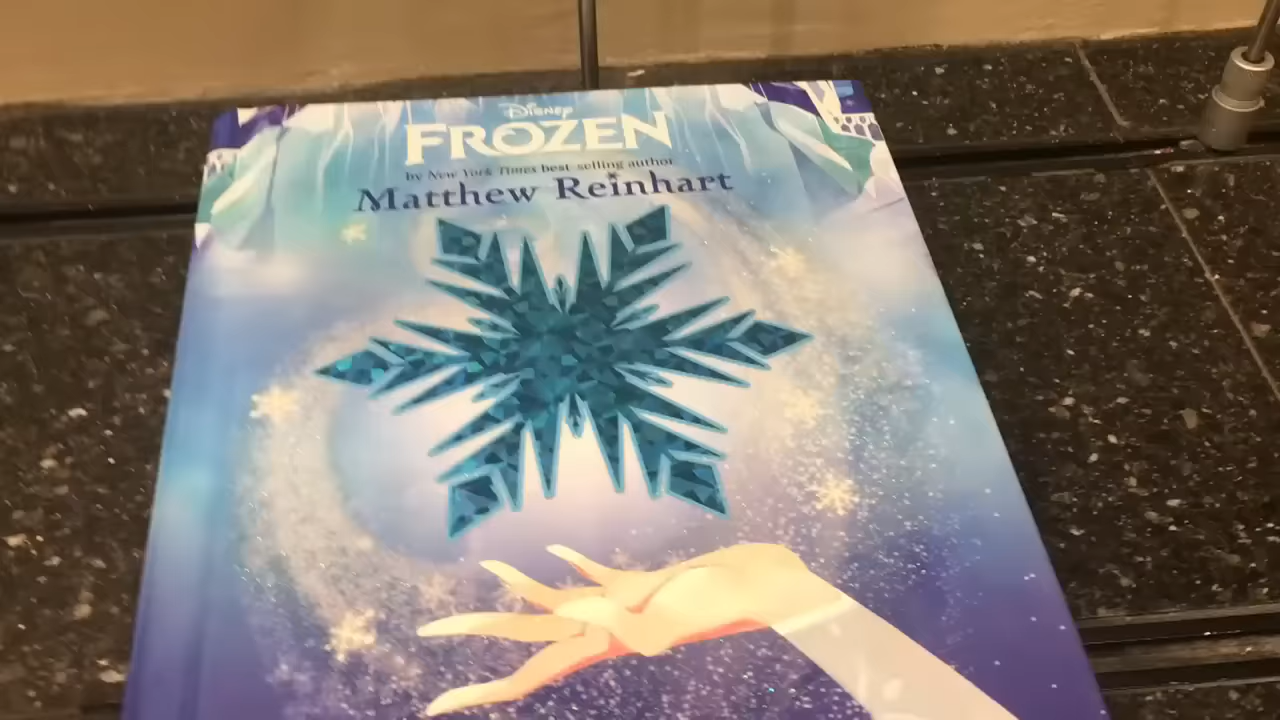 Disney
FROZEN
by New York Times best-selling author
Matthew Reinhart